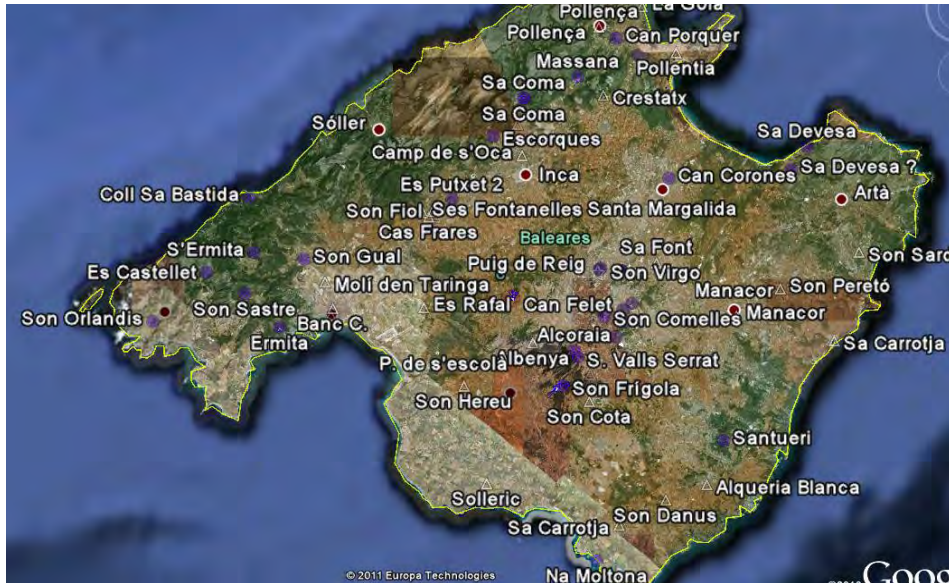 La Gola
Pollença
Pollença
Can Porquer
Massana
Pollentia
Sa Coma
Crestatx
Sa Coma
Sóller
Escorques
Sa Devesa
Camp de s'Oca
Inca
Can Corones
Sa Devesa ?
Es Putxet 2
Artà
Coll Sa Bastida
Son Fiol
Ses Fontanelles
Santa Margalida
Cas Frares
Baleares
S'Ermita
Son Gual
Sa Font
Son Sard
Es Castellet
Puig de Reig
Son Virgo
Molí den Taringa
Manacor
Son Peretó
Son Sastre
Es Rafal
Can Felet
Son Orlandis
Banc C.
Son Comelles
Manacor
Ermita
Alcoraia
Sa Carrotja
P. de s'escola
Albenya
S. Valls Serrat
Son Hereu
Son Frígola
Son Cota
Santueri
Solleric
Alqueria Blanca
Sa Carrotja
Son Danus
Na Moltona
© 2011 Europa Technologies
Goog